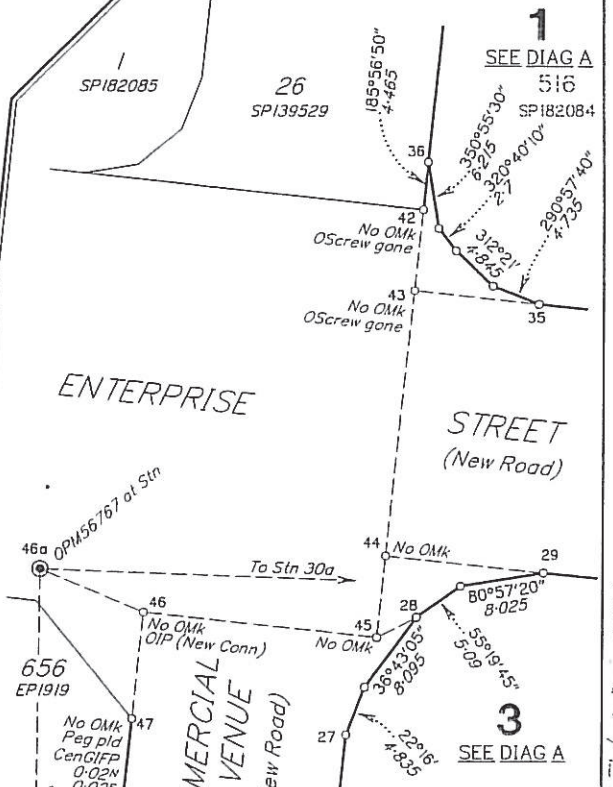 1
SEE DIAG A
516
SP182084
1
SP182085
26
SP139529
185°56'50"
4·465
350°55'30"
6·215
320°40'10"
2·7
290°57'40"
4·735
312°21'
4·845
36
42
No OMk
OScrew gone
43
No OMk
OScrew gone
35
ENTERPRISE
STREET
(New Road)
OPM56767 at Stn
46a
To Stn 30a
44
No OMk
29
46
No OMk
OIP (New Conn)
45
No OMk
28
80°57'20"
8·025
55°19'45"
5·09
36°43'05"
8·095
22°16'
4·835
27
3
SEE DIAG A
656
EP1919
47
No OMk
Peg pld
CenGIFP
0·02N
MERCIAL
VENUE
ew Road)